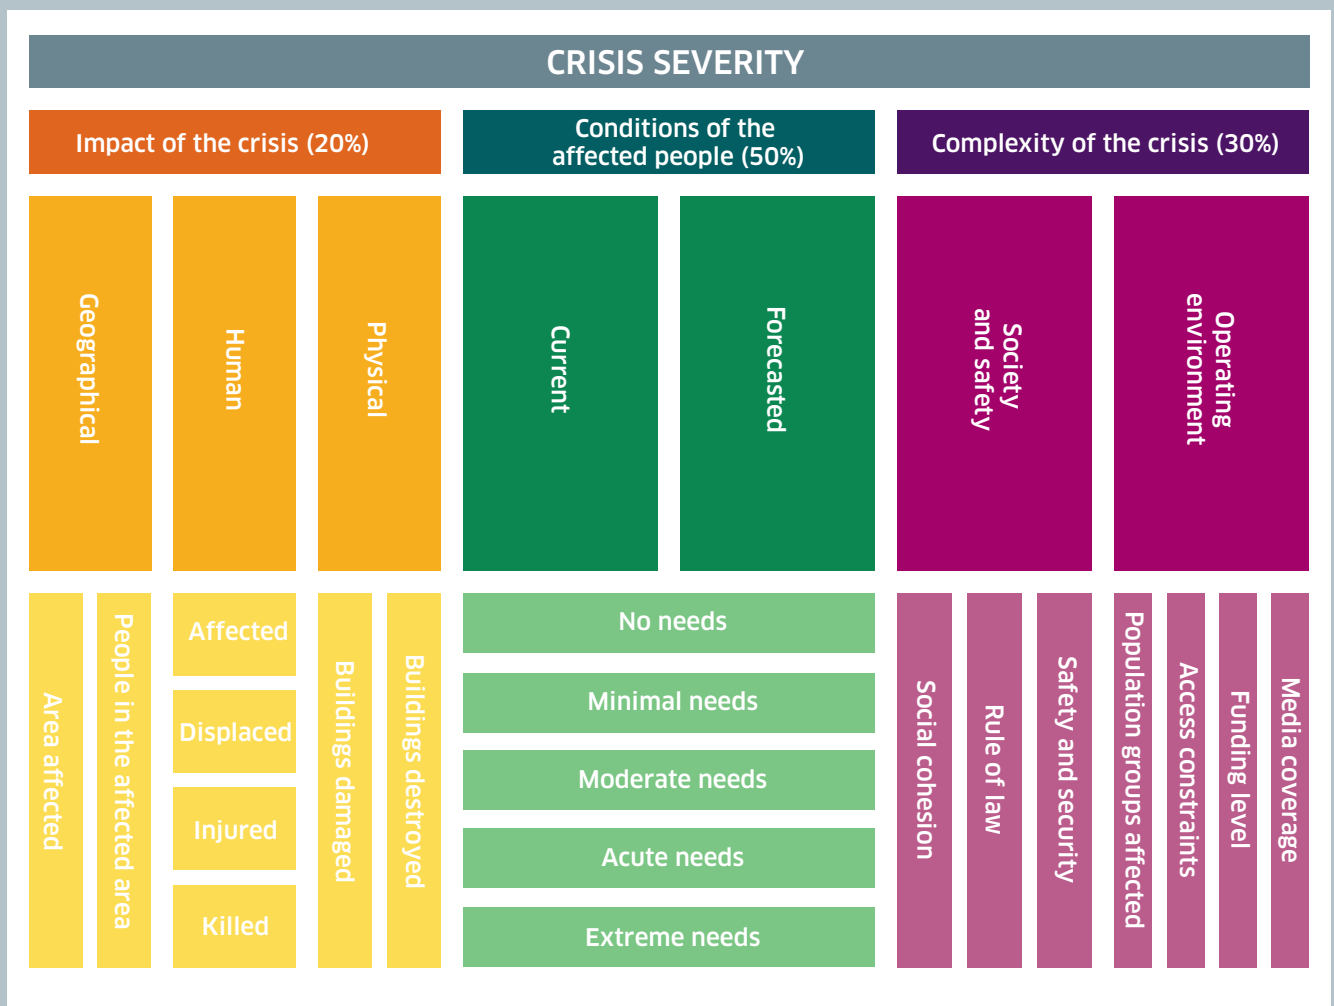 CRISIS SEVERITY
Impact of the crisis (20%)
Conditions of the
affected people (50%)
Complexity of the crisis (30%)
Geographical
Human
Physical
Current
Forecasted
Society
and safety
Operating
environment
Area affected
People in the affected area
Affected
Displaced
Injured
Killed
Buildings damaged
Buildings destroyed
No needs
Minimal needs
Moderate needs
Acute needs
Extreme needs
Social cohesion
Rule of law
Safety and security
Population groups affected
Access constraints
Funding level
Media coverage